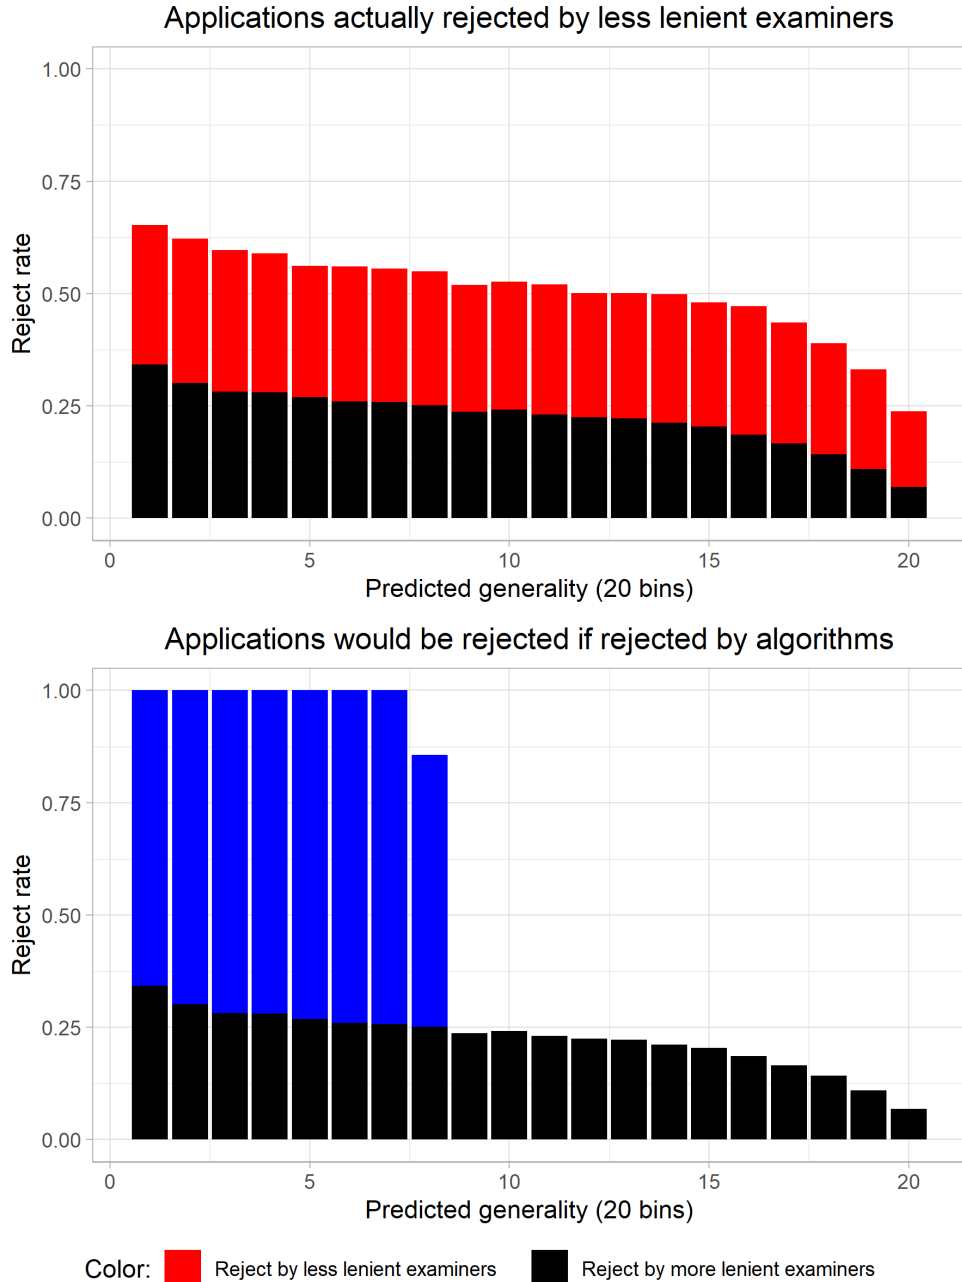 Applications actually rejected by less lenient examiners
1.00
0.75
0.50
0.25
0.00
Reject rate
0 5 10 15 20
Predicted generality (20 bins)
Applications would be rejected if rejected by algorithms
1.00
0.75
0.50
0.25
0.00
Reject rate
0 5 10 15 20
Predicted generality (20 bins)
Color: Reject by less lenient examiners Reject by more lenient examiners